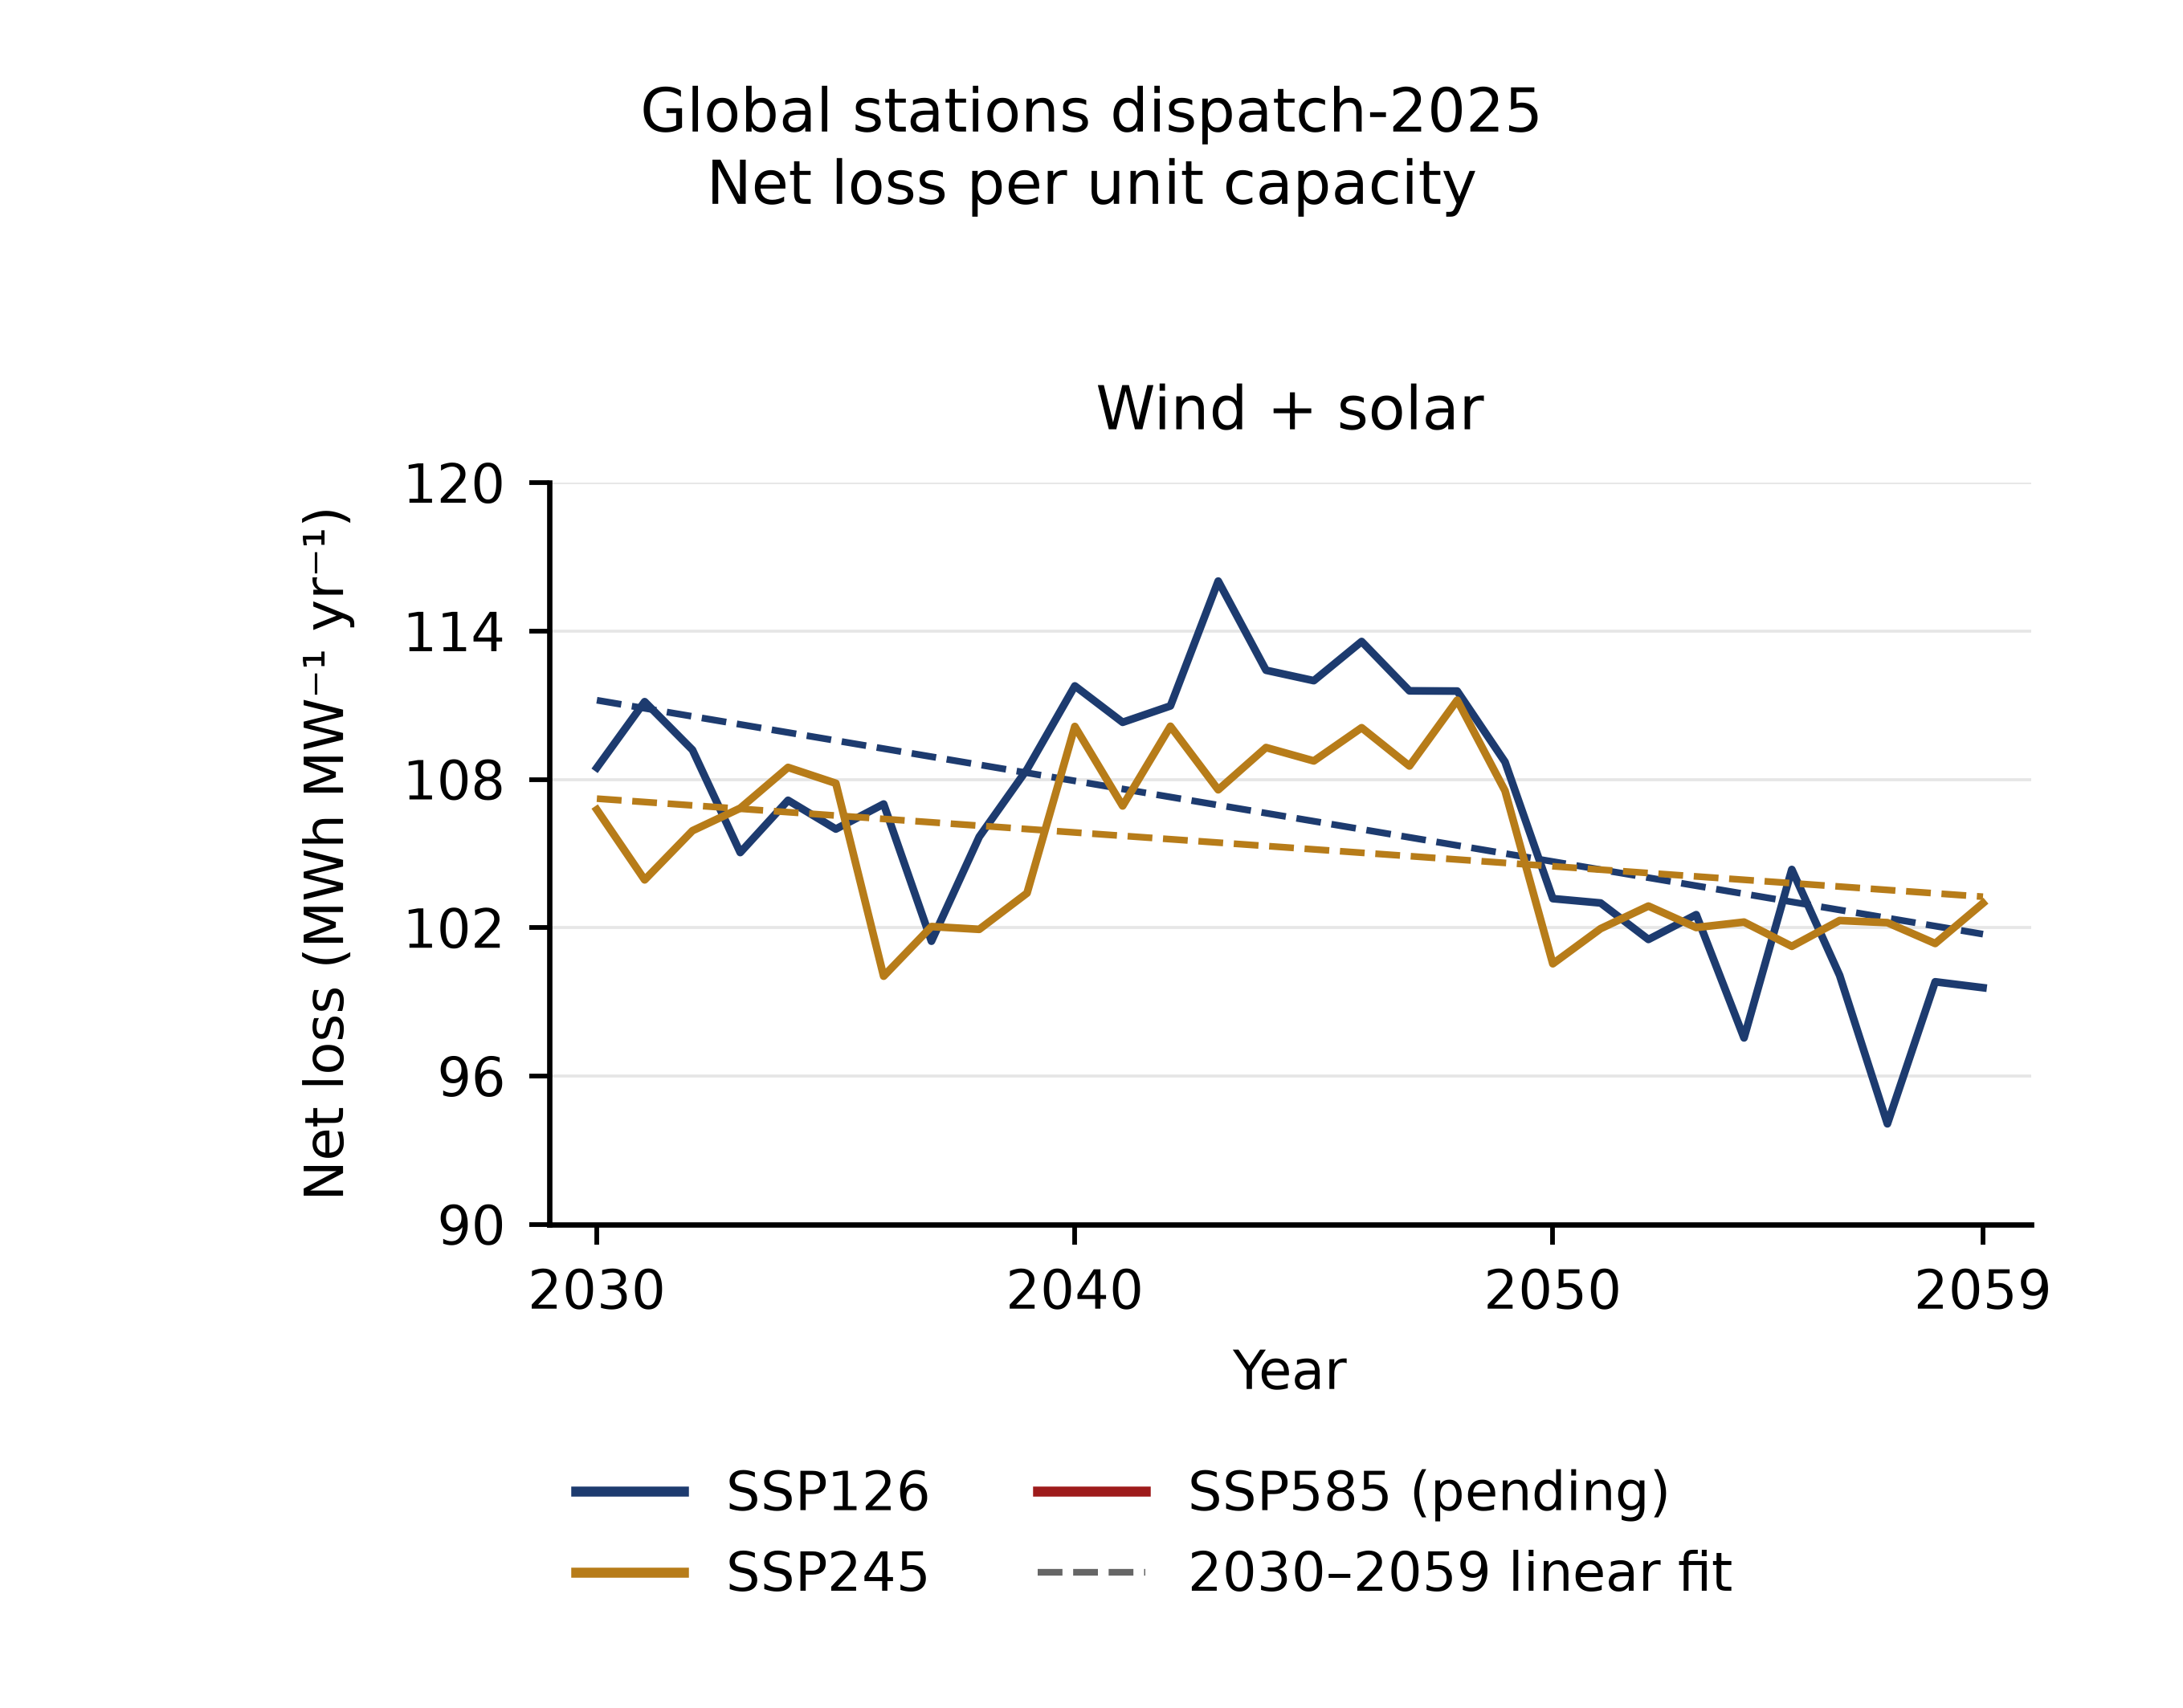 Global stations dispatch-2025
Net loss per unit capacity
Wind + solar
Net loss (MWh MW⁻¹ yr⁻¹)
120
114
108
102
96
90
2030 2040 2050 2059
Year
SSP126 SSP585 (pending)
SSP245 2030–2059 linear fit